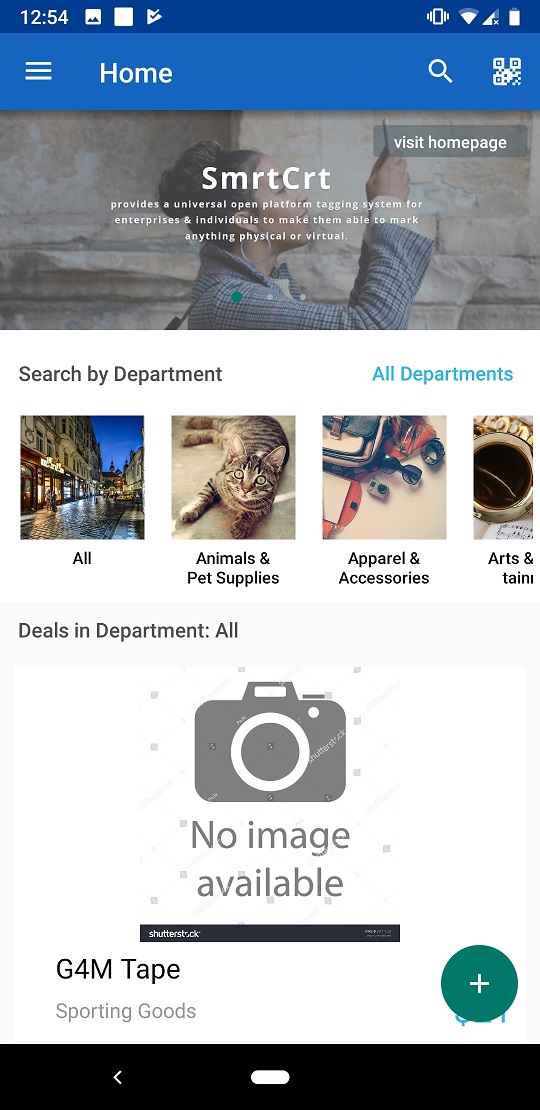 12:54
Home
visit homepage
SmrtCrt
provides a universal open platform tagging system for
enterprises & individuals to make them able to mark
anything physical or virtual.
Search by Department
All Departments
All
Animals &
Pet Supplies
Apparel &
Accessories
Arts &
Deals in Department: All
No image
available
shutterstock
G4M Tape
Sporting Goods